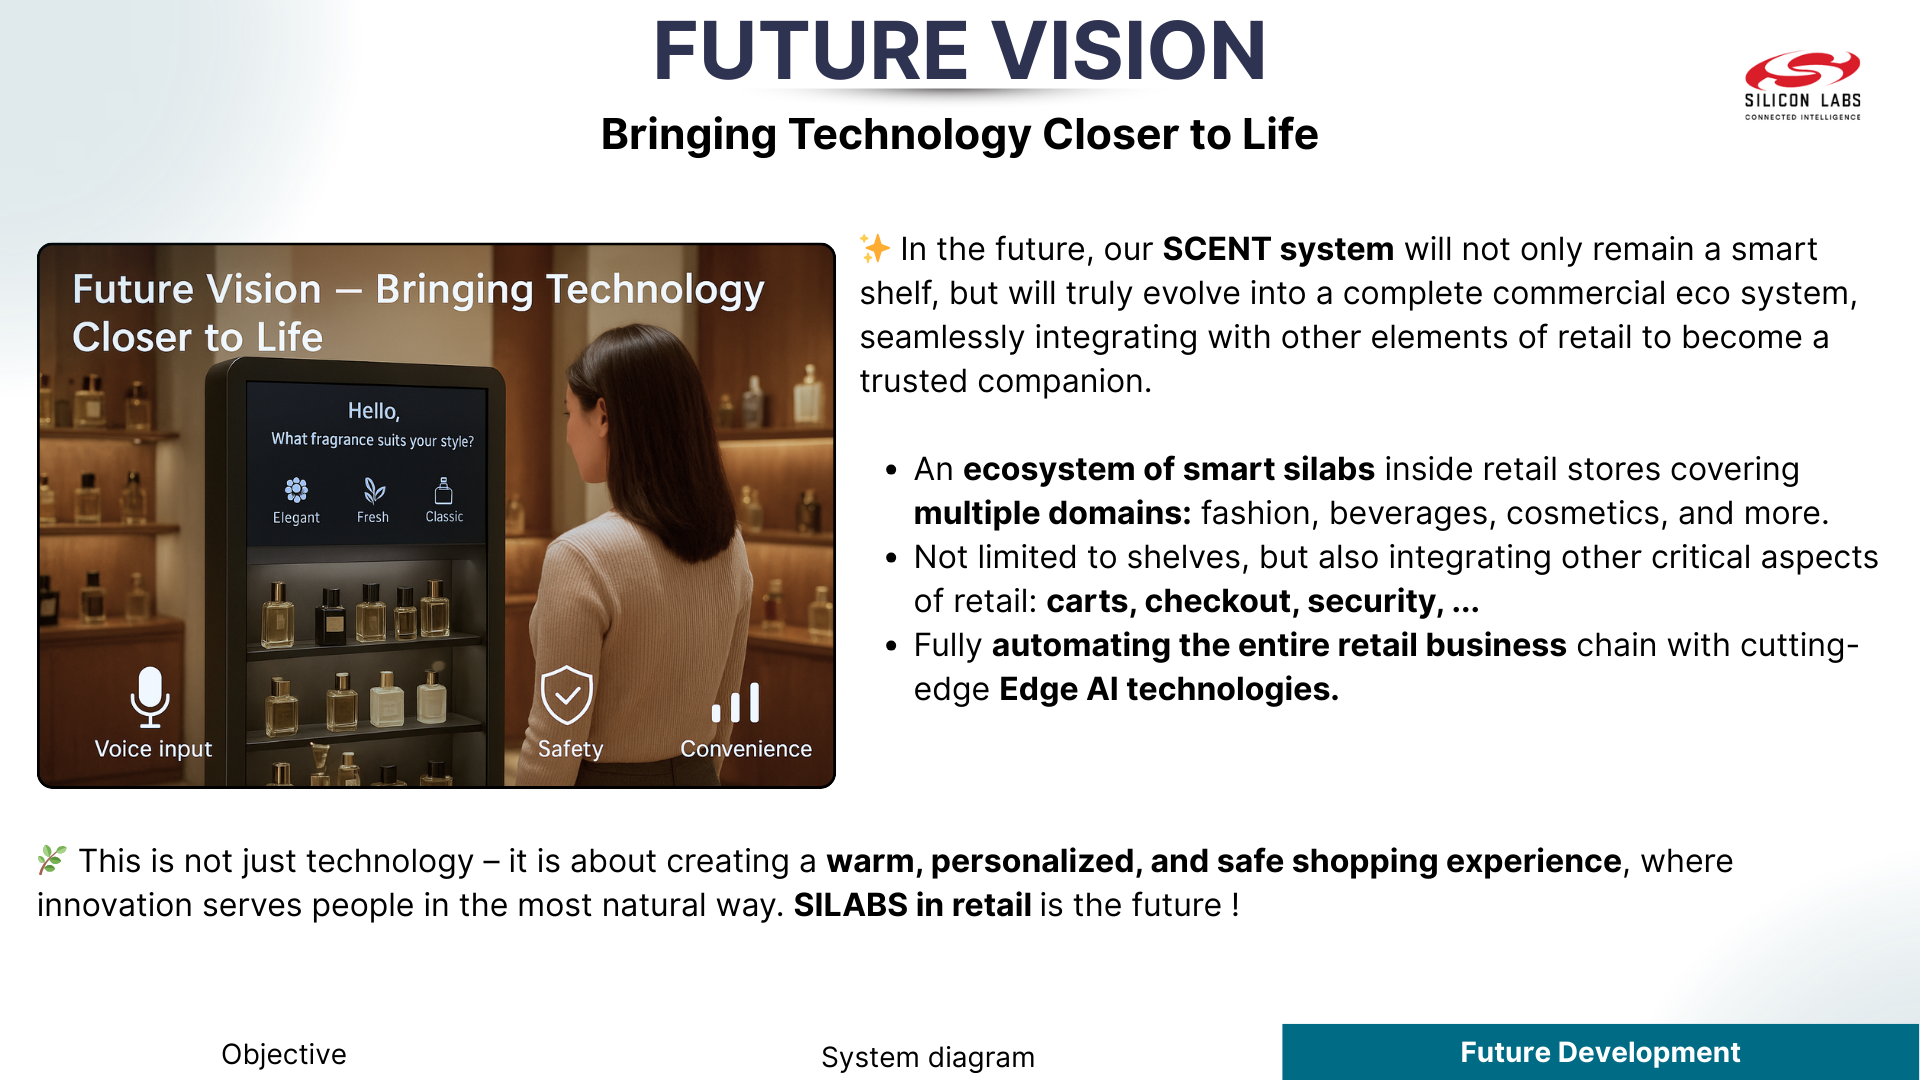 FUTURE VISION
Bringing Technology Closer to Life
SILICON LABS
CONNECTED INTELLIGENCE
Future Vision – Bringing Technology
Closer to Life
Hello,
What fragrance suits your style?
Elegant Fresh Classic
Voice input Safety Convenience
✨ In the future, our SCENT system will not only remain a smart
shelf, but will truly evolve into a complete commercial eco system,
seamlessly integrating with other elements of retail to become a
trusted companion.
• An ecosystem of smart silabs inside retail stores covering
multiple domains: fashion, beverages, cosmetics, and more.
• Not limited to shelves, but also integrating other critical aspects
of retail: carts, checkout, security, ...
• Fully automating the entire retail business chain with cutting-
edge Edge AI technologies.
🌿 This is not just technology – it is about creating a warm, personalized, and safe shopping experience, where
innovation serves people in the most natural way. SILABS in retail is the future !
Objective
System diagram
Future Development